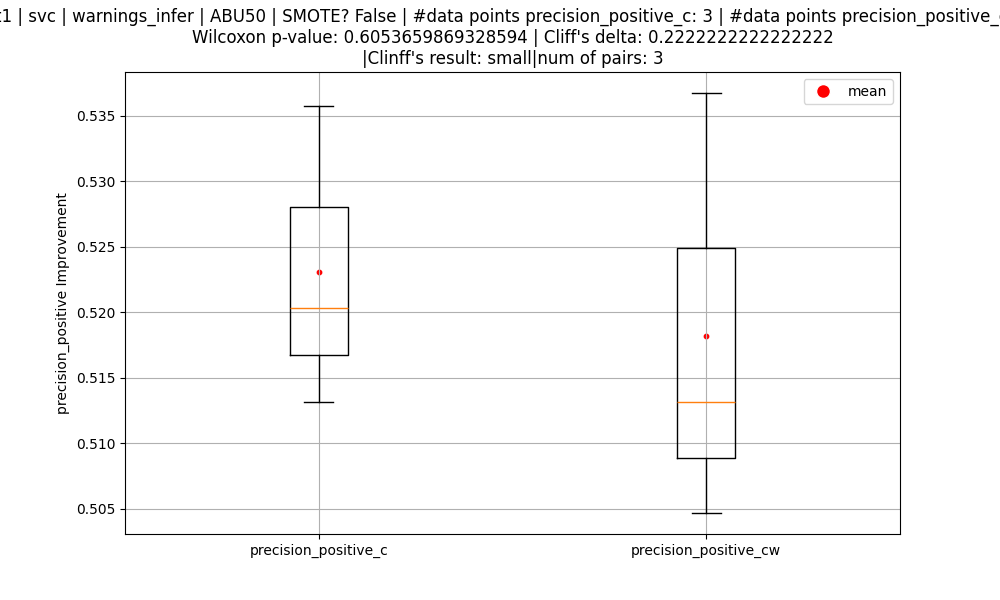 | svc | warnings_infer | ABU50 | SMOTE? False | #data points precision_positive_c: 3 | #data points
Wilcoxon p-value: 0.6053659869328594 | Cliff's delta: 0.2222222222222222
|Clinff's result: small|num of pairs: 3
mean
0.535
0.530
0.525
0.520
0.515
0.510
0.505
precision_positive Improvement
precision_positive_c
precision_positive_cw